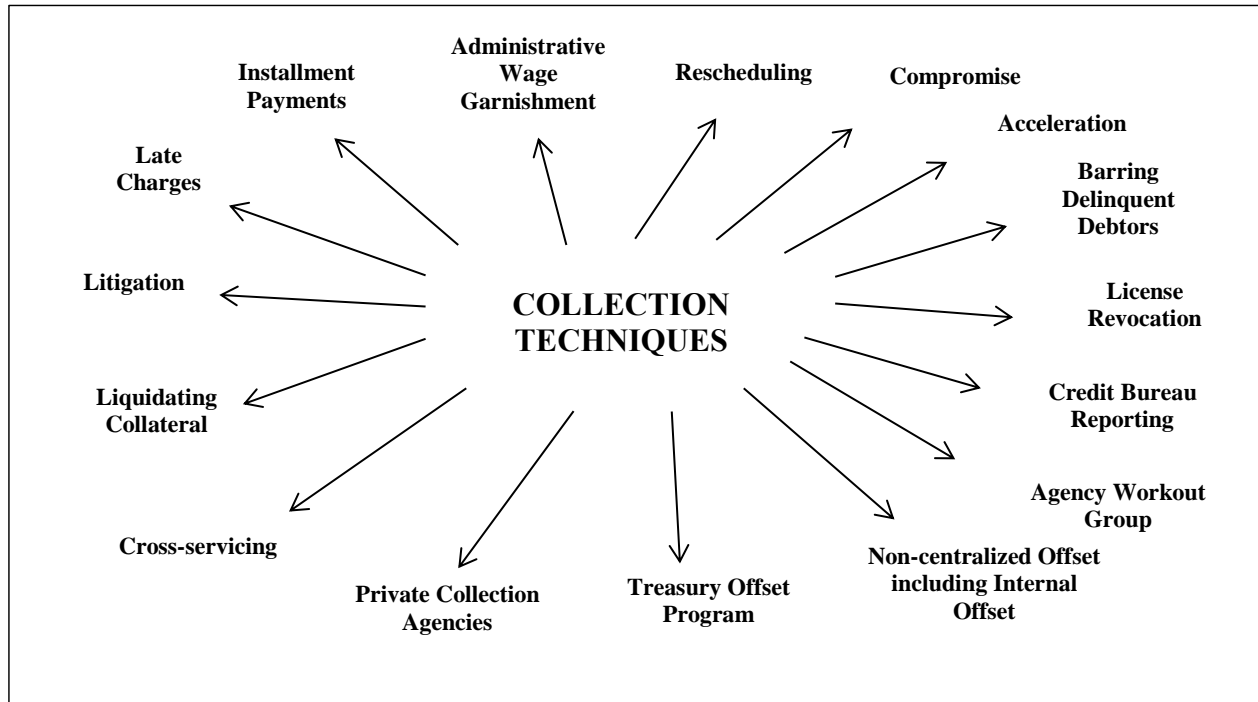 Administrative
Wage
Garnishment
Rescheduling
Compromise
Installment
Payments
Acceleration
Late
Charges
Barring
Delinquent
Debtors
Litigation
COLLECTION
TECHNIQUES
License
Revocation
Liquidating
Collateral
Credit Bureau
Reporting
Agency Workout
Group
Cross-servicing
Non-centralized Offset
including Internal
Offset
Private Collection
Agencies
Treasury Offset
Program